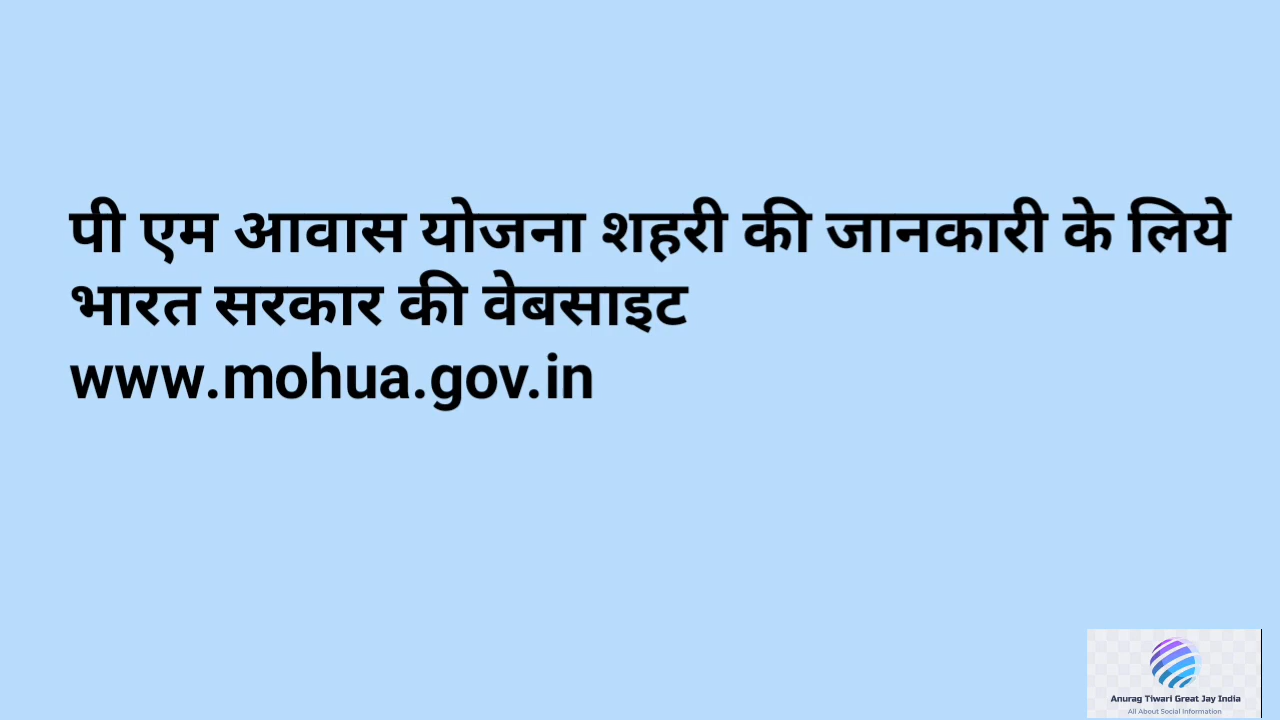 पी एम आवास योजना शहरी की जानकारी के लिये
भारत सरकार की वेबसाइट
www.mohua.gov.in
Anurag Tiwari Great Jay India
All About Social Information